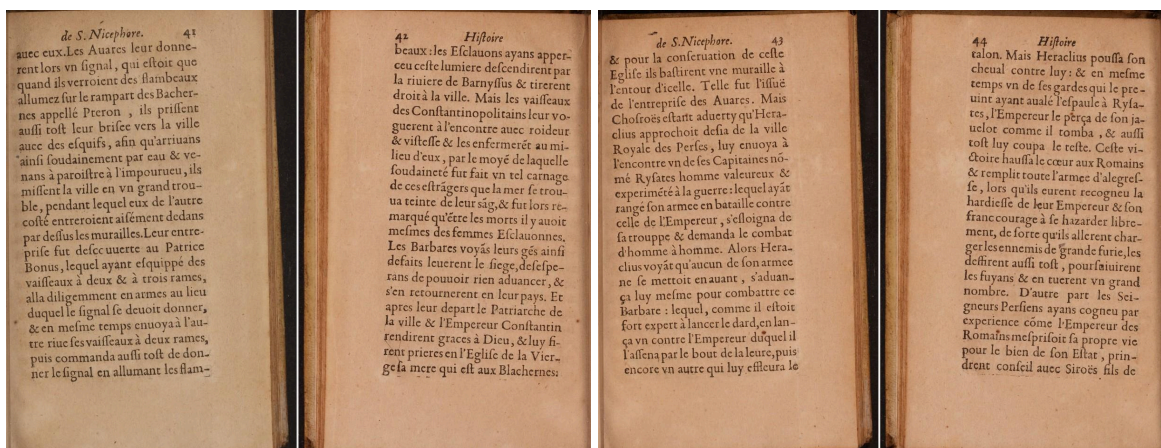 de S. Nicephore. 41
auec eux.Les Auares leur donne-
rent lors vn signal, qui estoit que
quand ils verroient des flambeaux
allumez sur le rampart des Bacher-
nes appellé Pteron , ils prissent
aussi tost leur brisee vers la ville
auec des esquifs, afin qu'arriuans
ainsi soudainement par eau & ve-
nans à paroistre à l'impourueu, ils
missent la ville en vn grand trou-
ble, pendant lequel eux de l'autre
costé entreroient aisément dedans
par dessus les murailles.Leur entre-
prise fut descouuerte au Patrice
Bonus, lequel ayant esquippé des
vaisseaux à deux & à trois rames,
alla diligemment en armes au lieu
duquel le signal se deuoit donner,
& en mesme temps enuoya à l'au-
tre riue ses vaisseaux à deux rames,
puis commanda aussi tost de don-
ner le signal en allumant les flam-
42 Histoire
beaux : les Esclauons ayans apper-
ceu ceste lumiere descendirent par
la riuiere de Barnyssus & tirerent
droit à la ville. Mais les vaisseaux
des Constantinopolitains leur vo-
guerent à l'encontre auec roideur
& vistesse & les enfermerẽt au mi-
lieu d'eux , par le moyẽ de laquelle
soudaineté fut fait vn tel carnage
de ces estrãgers que la mer se trou-
ua teinte de leur sãg,& fut lors re-
marqué qu'ẽtre les morts il y auoit
mesmes des femmes Esclauonnes.
Les Barbares voyãs leurs gẽs ainsi
defaits leuerent le siege,desespe-
rans de pouuoir rien aduancer, &
s'en retournerent en leur pays. Et
apres leur depart le Patriarche de
la ville & l'Empereur Constantin
rendirent graces à Dieu, & luy fi-
rent prieres en l'Eglise de la Vier-
ge sa mere qui est aux Blachernes:
de S.Nicephore. 43
& pour la conseruation de ceste
Eglise ils bastirent vne muraille à
l'entour d'icelle. Telle fut l'issuë
de l'entreprise des Auares. Mais
Chosroës estant aduerty qu'Hera-
clius approchoit desia de la ville
Royale des Perses, luy enuoya à
l'encontre vn de ses Capitaines nõ-
mé Rysates homme valeureux &
experimẽté à la guerre: lequel ayãt
rangé son armee en bataille contre
celle de l'Empereur , s'esloigna de
sa trouppe & demanda le combat
d'homme à homme. Alors Hera-
clius voyãt qu'aucun de son armee
ne se mettoit en auant , s'aduan-
ça luy mesme pour combattre ce
Barbare : lequel, comme il estoit
fort expert à lancer le dard,en lan-
ça vn contre l'Empereur duquel il
l'assena par le bout de la leure,puis
encore vn autre qui luy effleura le
44 Histoire
talon. Mais Heraclius poussa son
cheual contre luy : & en mesme
temps vn de ses gardes qui le pre-
uint ayant aualé l'espaule à Rysa-
tes, l'Empereur le perça de son ja-
uelot comme il tomba , & aussi
tost luy coupa la teste. Ceste vi-
ctoire haussa le cœur aux Romains
& remplit toute l'armee d'alegres-
se , lors qu'ils eurent recogneu la
hardiesse de leur Empereur & son
franc courage à se hazarder libre-
ment, de sorte qu'ils allerent char-
ger les ennemis de grande furie,les
deffirent aussi tost , poursuiuirent
les fuyans & en tuerent vn grand
nombre. D'autre part les Sei-
gneurs Persiens ayans cogneu par
experience cõme l'Empereur des
Romains mesprisoit sa propre vie
pour le bien de son Estat , prin-
drent conseil auec Siroës fils de